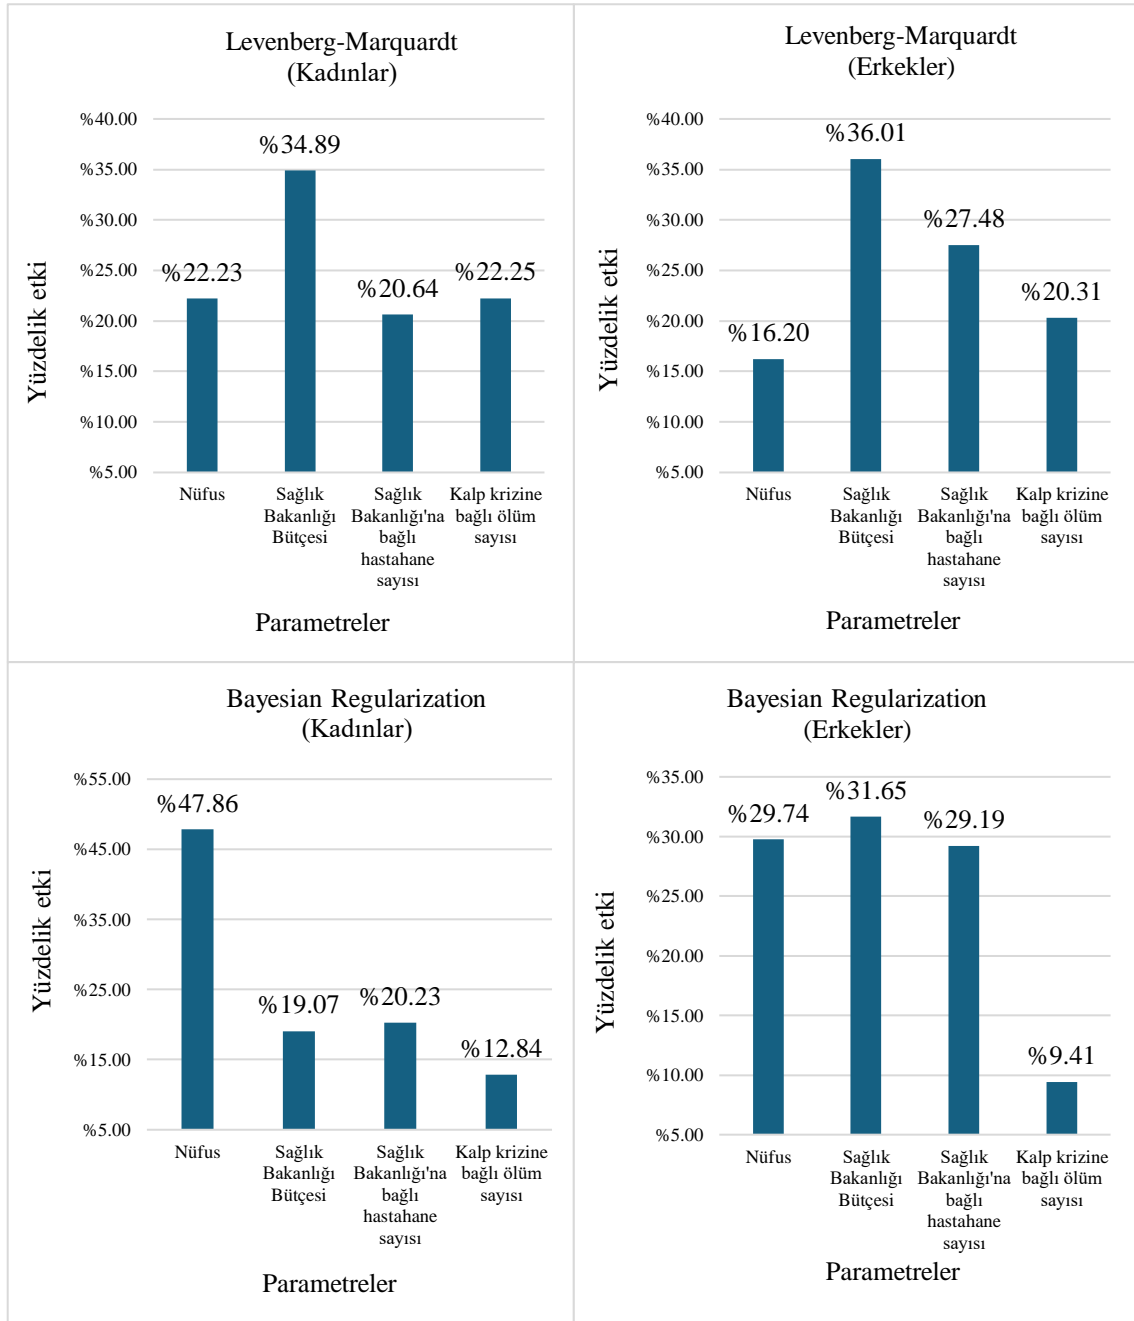 Levenberg-Marquardt
(Kadınlar)
%40.00
%35.00
%30.00
%25.00
%20.00
%15.00
%10.00
%5.00
%22.23
%34.89
%20.64
%22.25
Yüzdelik etki
Nüfus
Sağlık
Bakanlığı
Bütçesi
Sağlık
Bakanlığı'na
bağlı
hastahane
sayısı
Kalp krizine
bağlı ölüm
sayısı
Parametreler
Levenberg-Marquardt
(Erkekler)
%40.00
%35.00
%30.00
%25.00
%20.00
%15.00
%10.00
%5.00
%16.20
%36.01
%27.48
%20.31
Yüzdelik etki
Nüfus
Sağlık
Bakanlığı
Bütçesi
Sağlık
Bakanlığı'na
bağlı
hastahane
sayısı
Kalp krizine
bağlı ölüm
sayısı
Parametreler
Bayesian Regularization
(Kadınlar)
%55.00
%45.00
%35.00
%25.00
%15.00
%5.00
%47.86
%19.07
%20.23
%12.84
Yüzdelik etki
Nüfus
Sağlık
Bakanlığı
Bütçesi
Sağlık
Bakanlığı'na
bağlı
hastahane
sayısı
Kalp krizine
bağlı ölüm
sayısı
Parametreler
Bayesian Regularization
(Erkekler)
%35.00
%30.00
%25.00
%20.00
%15.00
%10.00
%5.00
%29.74
%31.65
%29.19
%9.41
Yüzdelik etki
Nüfus
Sağlık
Bakanlığı
Bütçesi
Sağlık
Bakanlığı'na
bağlı
hastahane
sayısı
Kalp krizine
bağlı ölüm
sayısı
Parametreler